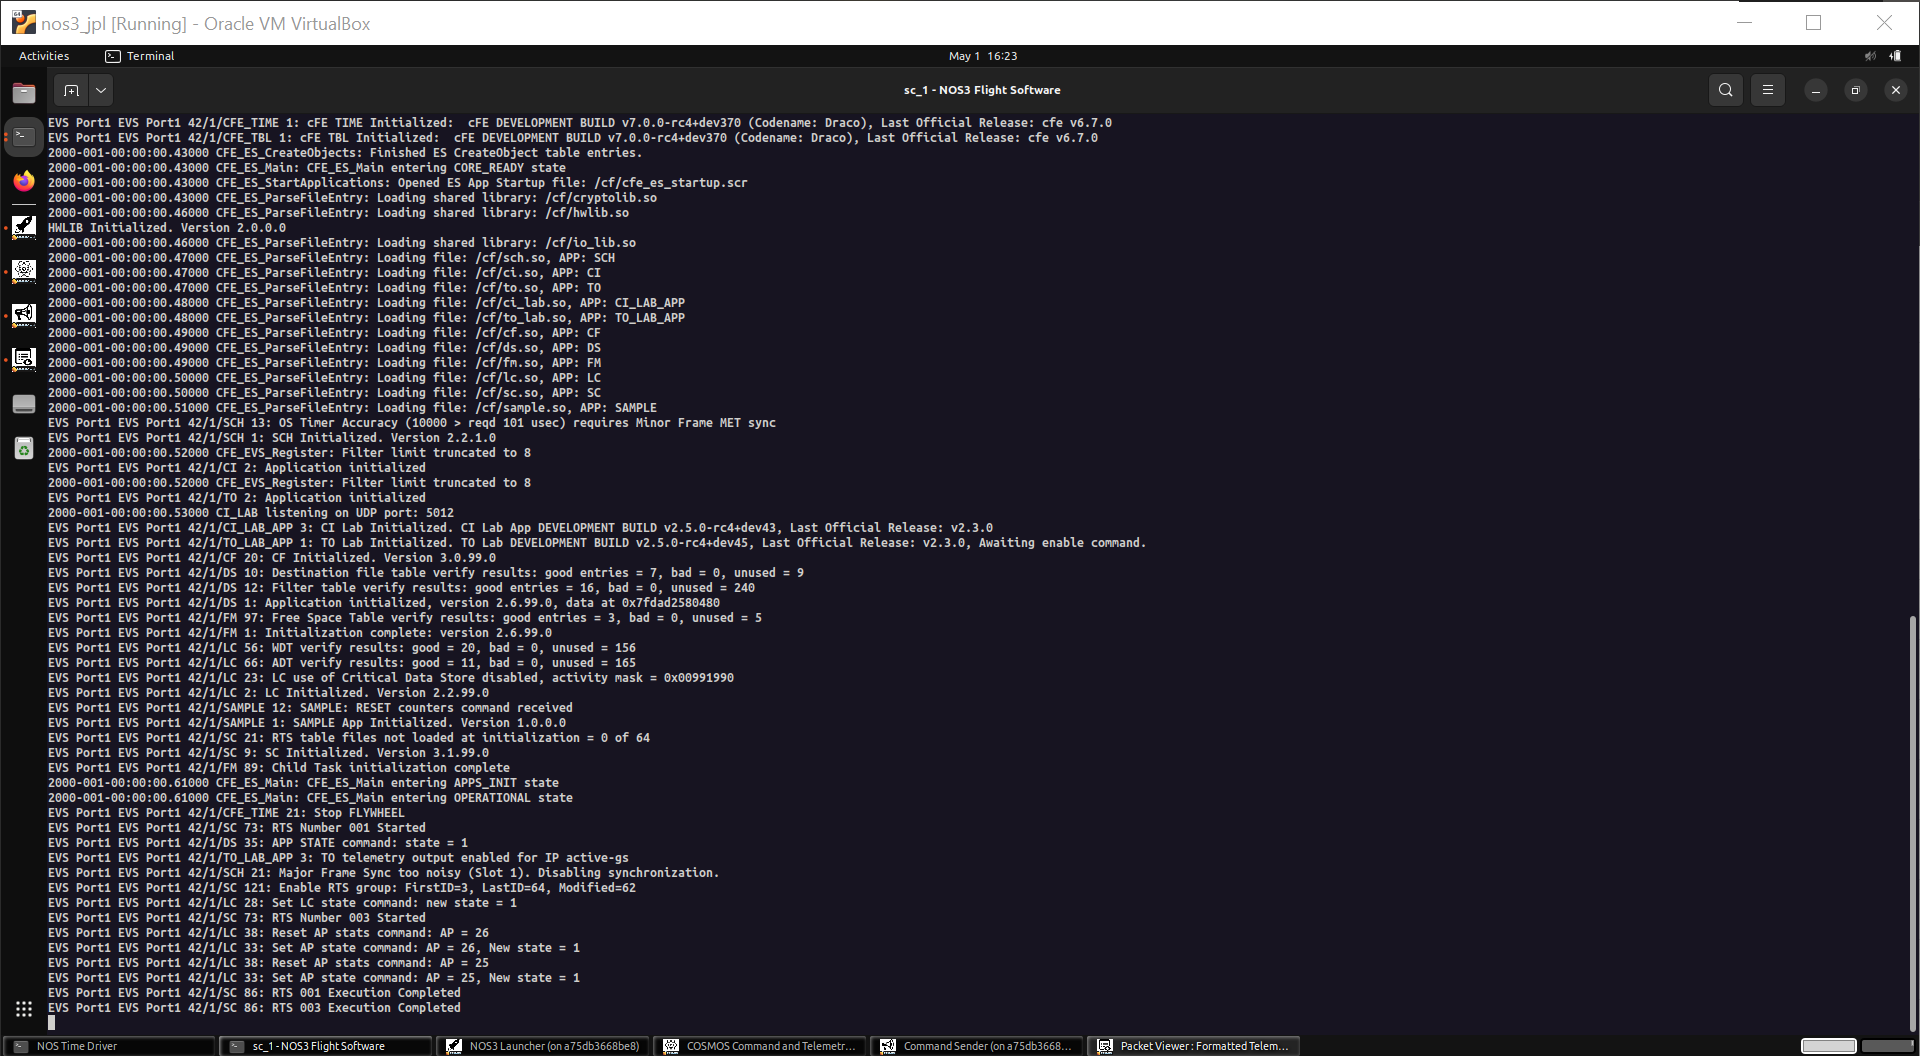 nos3_jpl [Running] - Oracle VM VirtualBox
Activities
Terminal
May 1 16:23
sc_1 - NOS3 Flight Software
EVS Port1 EVS Port1 42/1/CFE_TIME 1: cFE TIME Initialized:  cFE DEVELOPMENT BUILD v7.0.0-rc4+dev370 (Codename: Draco), Last Official Release: cfe v6.7.0
EVS Port1 EVS Port1 42/1/CFE_TBL 1: cFE TBL Initialized:  cFE DEVELOPMENT BUILD v7.0.0-rc4+dev370 (Codename: Draco), Last Official Release: cfe v6.7.0
2000-001-00:00:00.43000 CFE_ES_CreateObjects: Finished ES CreateObject table entries.
2000-001-00:00:00.43000 CFE_ES_Main: CFE_ES_Main entering CORE_READY state
2000-001-00:00:00.43000 CFE_ES_StartApplications: Opened ES App Startup file: /cf/cfe_es_startup.scr
2000-001-00:00:00.43000 CFE_ES_ParseFileEntry: Loading shared library: /cf/cryptolib.so
2000-001-00:00:00.46000 CFE_ES_ParseFileEntry: Loading shared library: /cf/hwlib.so
HWLIB Initialized. Version 2.0.0.0
2000-001-00:00:00.46000 CFE_ES_ParseFileEntry: Loading shared library: /cf/io_lib.so
2000-001-00:00:00.47000 CFE_ES_ParseFileEntry: Loading file: /cf/sch.so, APP: SCH
2000-001-00:00:00.47000 CFE_ES_ParseFileEntry: Loading file: /cf/ci.so, APP: CI
2000-001-00:00:00.47000 CFE_ES_ParseFileEntry: Loading file: /cf/to.so, APP: TO
2000-001-00:00:00.48000 CFE_ES_ParseFileEntry: Loading file: /cf/ci_lab.so, APP: CI_LAB_APP
2000-001-00:00:00.48000 CFE_ES_ParseFileEntry: Loading file: /cf/to_lab.so, APP: TO_LAB_APP
2000-001-00:00:00.49000 CFE_ES_ParseFileEntry: Loading file: /cf/cf.so, APP: CF
2000-001-00:00:00.49000 CFE_ES_ParseFileEntry: Loading file: /cf/ds.so, APP: DS
2000-001-00:00:00.49000 CFE_ES_ParseFileEntry: Loading file: /cf/fm.so, APP: FM
2000-001-00:00:00.50000 CFE_ES_ParseFileEntry: Loading file: /cf/lc.so, APP: LC
2000-001-00:00:00.50000 CFE_ES_ParseFileEntry: Loading file: /cf/sc.so, APP: SC
2000-001-00:00:00.51000 CFE_ES_ParseFileEntry: Loading file: /cf/sample.so, APP: SAMPLE
EVS Port1 EVS Port1 42/1/SCH 13: OS Timer Accuracy (10000 > reqd 101 usec) requires Minor Frame MET sync
EVS Port1 EVS Port1 42/1/SCH 1: SCH Initialized. Version 2.2.1.0
2000-001-00:00:00.52000 CFE_EVS_Register: Filter limit truncated to 8
EVS Port1 EVS Port1 42/1/CI 2: Application initialized
2000-001-00:00:00.52000 CFE_EVS_Register: Filter limit truncated to 8
EVS Port1 EVS Port1 42/1/TO 2: Application initialized
2000-001-00:00:00.53000 CI_LAB listening on UDP port: 5012
EVS Port1 EVS Port1 42/1/CI_LAB_APP 3: CI Lab Initialized. CI Lab App DEVELOPMENT BUILD v2.5.0-rc4+dev43, Last Official Release: v2.3.0
EVS Port1 EVS Port1 42/1/TO_LAB_APP 1: TO Lab Initialized. TO Lab DEVELOPMENT BUILD v2.5.0-rc4+dev45, Last Official Release: v2.3.0, Awaiting enable command.
EVS Port1 EVS Port1 42/1/CF 20: CF Initialized. Version 3.0.99.0
EVS Port1 EVS Port1 42/1/DS 10: Destination file table verify results: good entries = 7, bad = 0, unused = 9
EVS Port1 EVS Port1 42/1/DS 12: Filter table verify results: good entries = 16, bad = 0, unused = 240
EVS Port1 EVS Port1 42/1/DS 1: Application initialized, version 2.6.99.0, data at 0x7fdad2580480
EVS Port1 EVS Port1 42/1/FM 97: Free Space Table verify results: good entries = 3, bad = 0, unused = 5
EVS Port1 EVS Port1 42/1/FM 1: Initialization complete: version 2.6.99.0
EVS Port1 EVS Port1 42/1/LC 56: WDT verify results: good = 20, bad = 0, unused = 156
EVS Port1 EVS Port1 42/1/LC 66: ADT verify results: good = 11, bad = 0, unused = 165
EVS Port1 EVS Port1 42/1/LC 23: LC use of Critical Data Store disabled, activity mask = 0x00991990
EVS Port1 EVS Port1 42/1/LC 2: LC Initialized. Version 2.2.99.0
EVS Port1 EVS Port1 42/1/SAMPLE 12: SAMPLE: RESET counters command received
EVS Port1 EVS Port1 42/1/SAMPLE 1: SAMPLE App Initialized. Version 1.0.0.0
EVS Port1 EVS Port1 42/1/SC 21: RTS table files not loaded at initialization = 0 of 64
EVS Port1 EVS Port1 42/1/SC 9: SC Initialized. Version 3.1.99.0
EVS Port1 EVS Port1 42/1/FM 89: Child Task initialization complete
2000-001-00:00:00.61000 CFE_ES_Main: CFE_ES_Main entering APPS_INIT state
2000-001-00:00:00.61000 CFE_ES_Main: CFE_ES_Main entering OPERATIONAL state
EVS Port1 EVS Port1 42/1/CFE_TIME 21: Stop FLYWHEEL
EVS Port1 EVS Port1 42/1/SC 73: RTS Number 001 Started
EVS Port1 EVS Port1 42/1/DS 35: APP STATE command: state = 1
EVS Port1 EVS Port1 42/1/TO_LAB_APP 3: TO telemetry output enabled for IP active-gs
EVS Port1 EVS Port1 42/1/SCH 21: Major Frame Sync too noisy (Slot 1). Disabling synchronization.
EVS Port1 EVS Port1 42/1/SC 121: Enable RTS group: FirstID=3, LastID=64, Modified=62
EVS Port1 EVS Port1 42/1/LC 28: Set LC state command: new state = 1
EVS Port1 EVS Port1 42/1/SC 73: RTS Number 003 Started
EVS Port1 EVS Port1 42/1/LC 38: Reset AP stats command: AP = 26
EVS Port1 EVS Port1 42/1/LC 33: Set AP state command: AP = 26, New state = 1
EVS Port1 EVS Port1 42/1/LC 38: Reset AP stats command: AP = 25
EVS Port1 EVS Port1 42/1/LC 33: Set AP state command: AP = 25, New state = 1
EVS Port1 EVS Port1 42/1/SC 86: RTS 001 Execution Completed
EVS Port1 EVS Port1 42/1/SC 86: RTS 003 Execution Completed
NOS Time Driver
sc_1 - NOS3 Flight Software
NOS3 Launcher (on a75db3668be8)
COSMOS Command and Telemetr...
Command Sender (on a75db3668...
Packet Viewer : Formatted Telem...